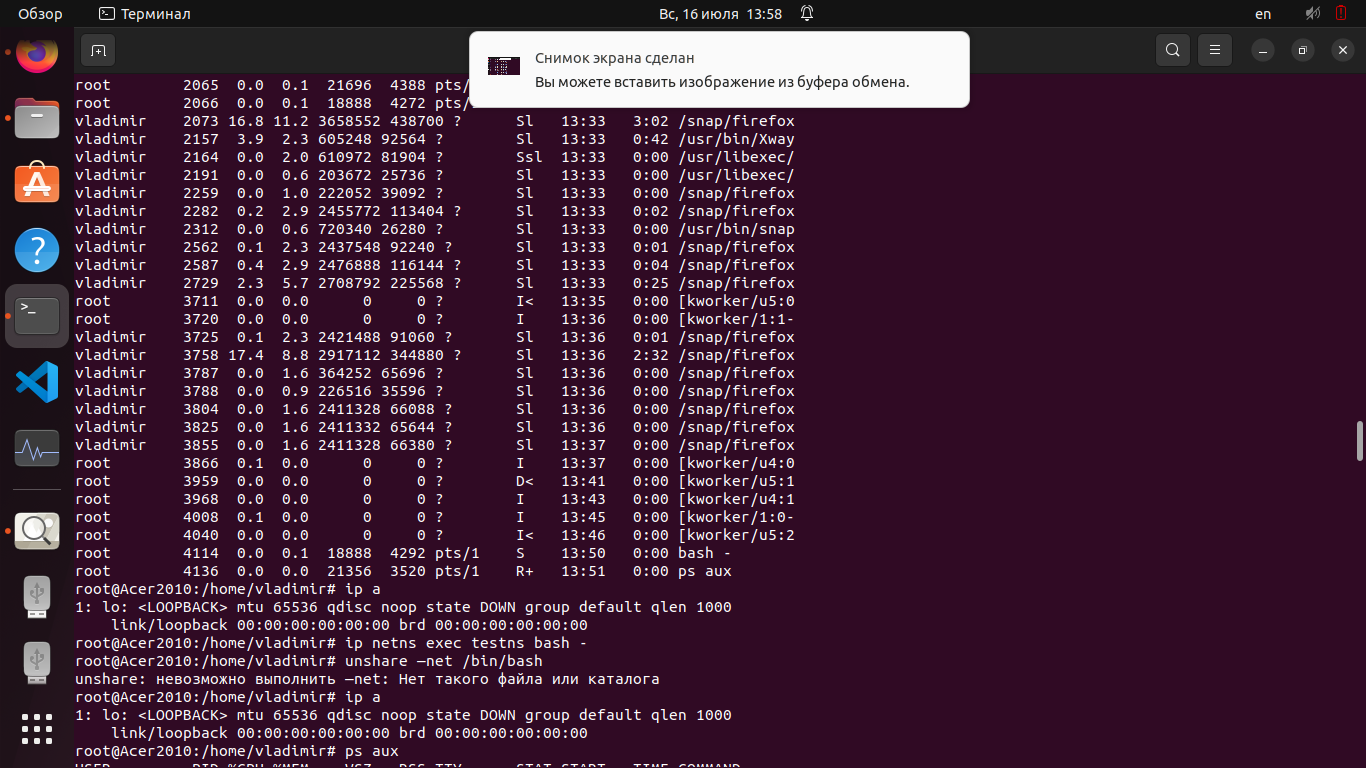 Обзор Терминал Вс, 16 июля 13:58 en
Снимок экрана сделан
Вы можете вставить изображение из буфера обмена.
root 2065 0.0 0.1 21696 4388 pts/
root 2066 0.0 0.1 18888 4272 pts/
vladimir 2073 16.8 11.2 3658552 438700 ? Sl 13:33 3:02 /snap/firefox
vladimir 2157 3.9 2.3 605248 92564 ? Sl 13:33 0:42 /usr/bin/Xway
vladimir 2164 0.0 2.0 610972 81904 ? Ssl 13:33 0:00 /usr/libexec/
vladimir 2191 0.0 0.6 203672 25736 ? Sl 13:33 0:00 /usr/libexec/
vladimir 2259 0.0 1.0 222052 39092 ? Sl 13:33 0:00 /snap/firefox
vladimir 2282 0.2 2.9 2455772 113404 ? Sl 13:33 0:02 /snap/firefox
vladimir 2312 0.0 0.6 720340 26280 ? Sl 13:33 0:00 /usr/bin/snap
vladimir 2562 0.1 2.3 2437548 92240 ? Sl 13:33 0:01 /snap/firefox
vladimir 2587 0.4 2.9 2476888 116144 ? Sl 13:33 0:04 /snap/firefox
vladimir 2729 2.3 5.7 2708792 225568 ? Sl 13:33 0:25 /snap/firefox
root 3711 0.0 0.0 0 0 ? I< 13:35 0:00 [kworker/u5:0
root 3720 0.0 0.0 0 0 ? I 13:36 0:00 [kworker/1:1-
vladimir 3725 0.1 2.3 2421488 91060 ? Sl 13:36 0:01 /snap/firefox
vladimir 3758 17.4 8.8 2917112 344880 ? Sl 13:36 2:32 /snap/firefox
vladimir 3787 0.0 1.6 364252 65696 ? Sl 13:36 0:00 /snap/firefox
vladimir 3788 0.0 0.9 226516 35596 ? Sl 13:36 0:00 /snap/firefox
vladimir 3804 0.0 1.6 2411328 66088 ? Sl 13:36 0:00 /snap/firefox
vladimir 3825 0.0 1.6 2411332 65644 ? Sl 13:36 0:00 /snap/firefox
vladimir 3855 0.0 1.6 2411328 66380 ? Sl 13:37 0:00 /snap/firefox
root 3866 0.1 0.0 0 0 ? I 13:37 0:00 [kworker/u4:0
root 3959 0.0 0.0 0 0 ? D< 13:41 0:00 [kworker/u5:1
root 3968 0.0 0.0 0 0 ? I 13:43 0:00 [kworker/u4:1
root 4008 0.1 0.0 0 0 ? I 13:45 0:00 [kworker/1:0-
root 4040 0.0 0.0 0 0 ? I< 13:46 0:00 [kworker/u5:2
root 4114 0.0 0.1 18888 4292 pts/1 S 13:50 0:00 bash -
root 4136 0.0 0.0 21356 3520 pts/1 R+ 13:51 0:00 ps aux
root@Acer2010:/home/vladimir# ip a
1: lo: <LOOPBACK> mtu 65536 qdisc noop state DOWN group default qlen 1000
link/loopback 00:00:00:00:00:00 brd 00:00:00:00:00:00
root@Acer2010:/home/vladimir# ip netns exec testns bash -
root@Acer2010:/home/vladimir# unshare —net /bin/bash
unshare: невозможно выполнить —net: Нет такого файла или каталога
root@Acer2010:/home/vladimir# ip a
1: lo: <LOOPBACK> mtu 65536 qdisc noop state DOWN group default qlen 1000
link/loopback 00:00:00:00:00:00 brd 00:00:00:00:00:00
root@Acer2010:/home/vladimir# ps aux
USER PID %CPU %MEM VSZ RSS TTY STAT START TIME COMMAND